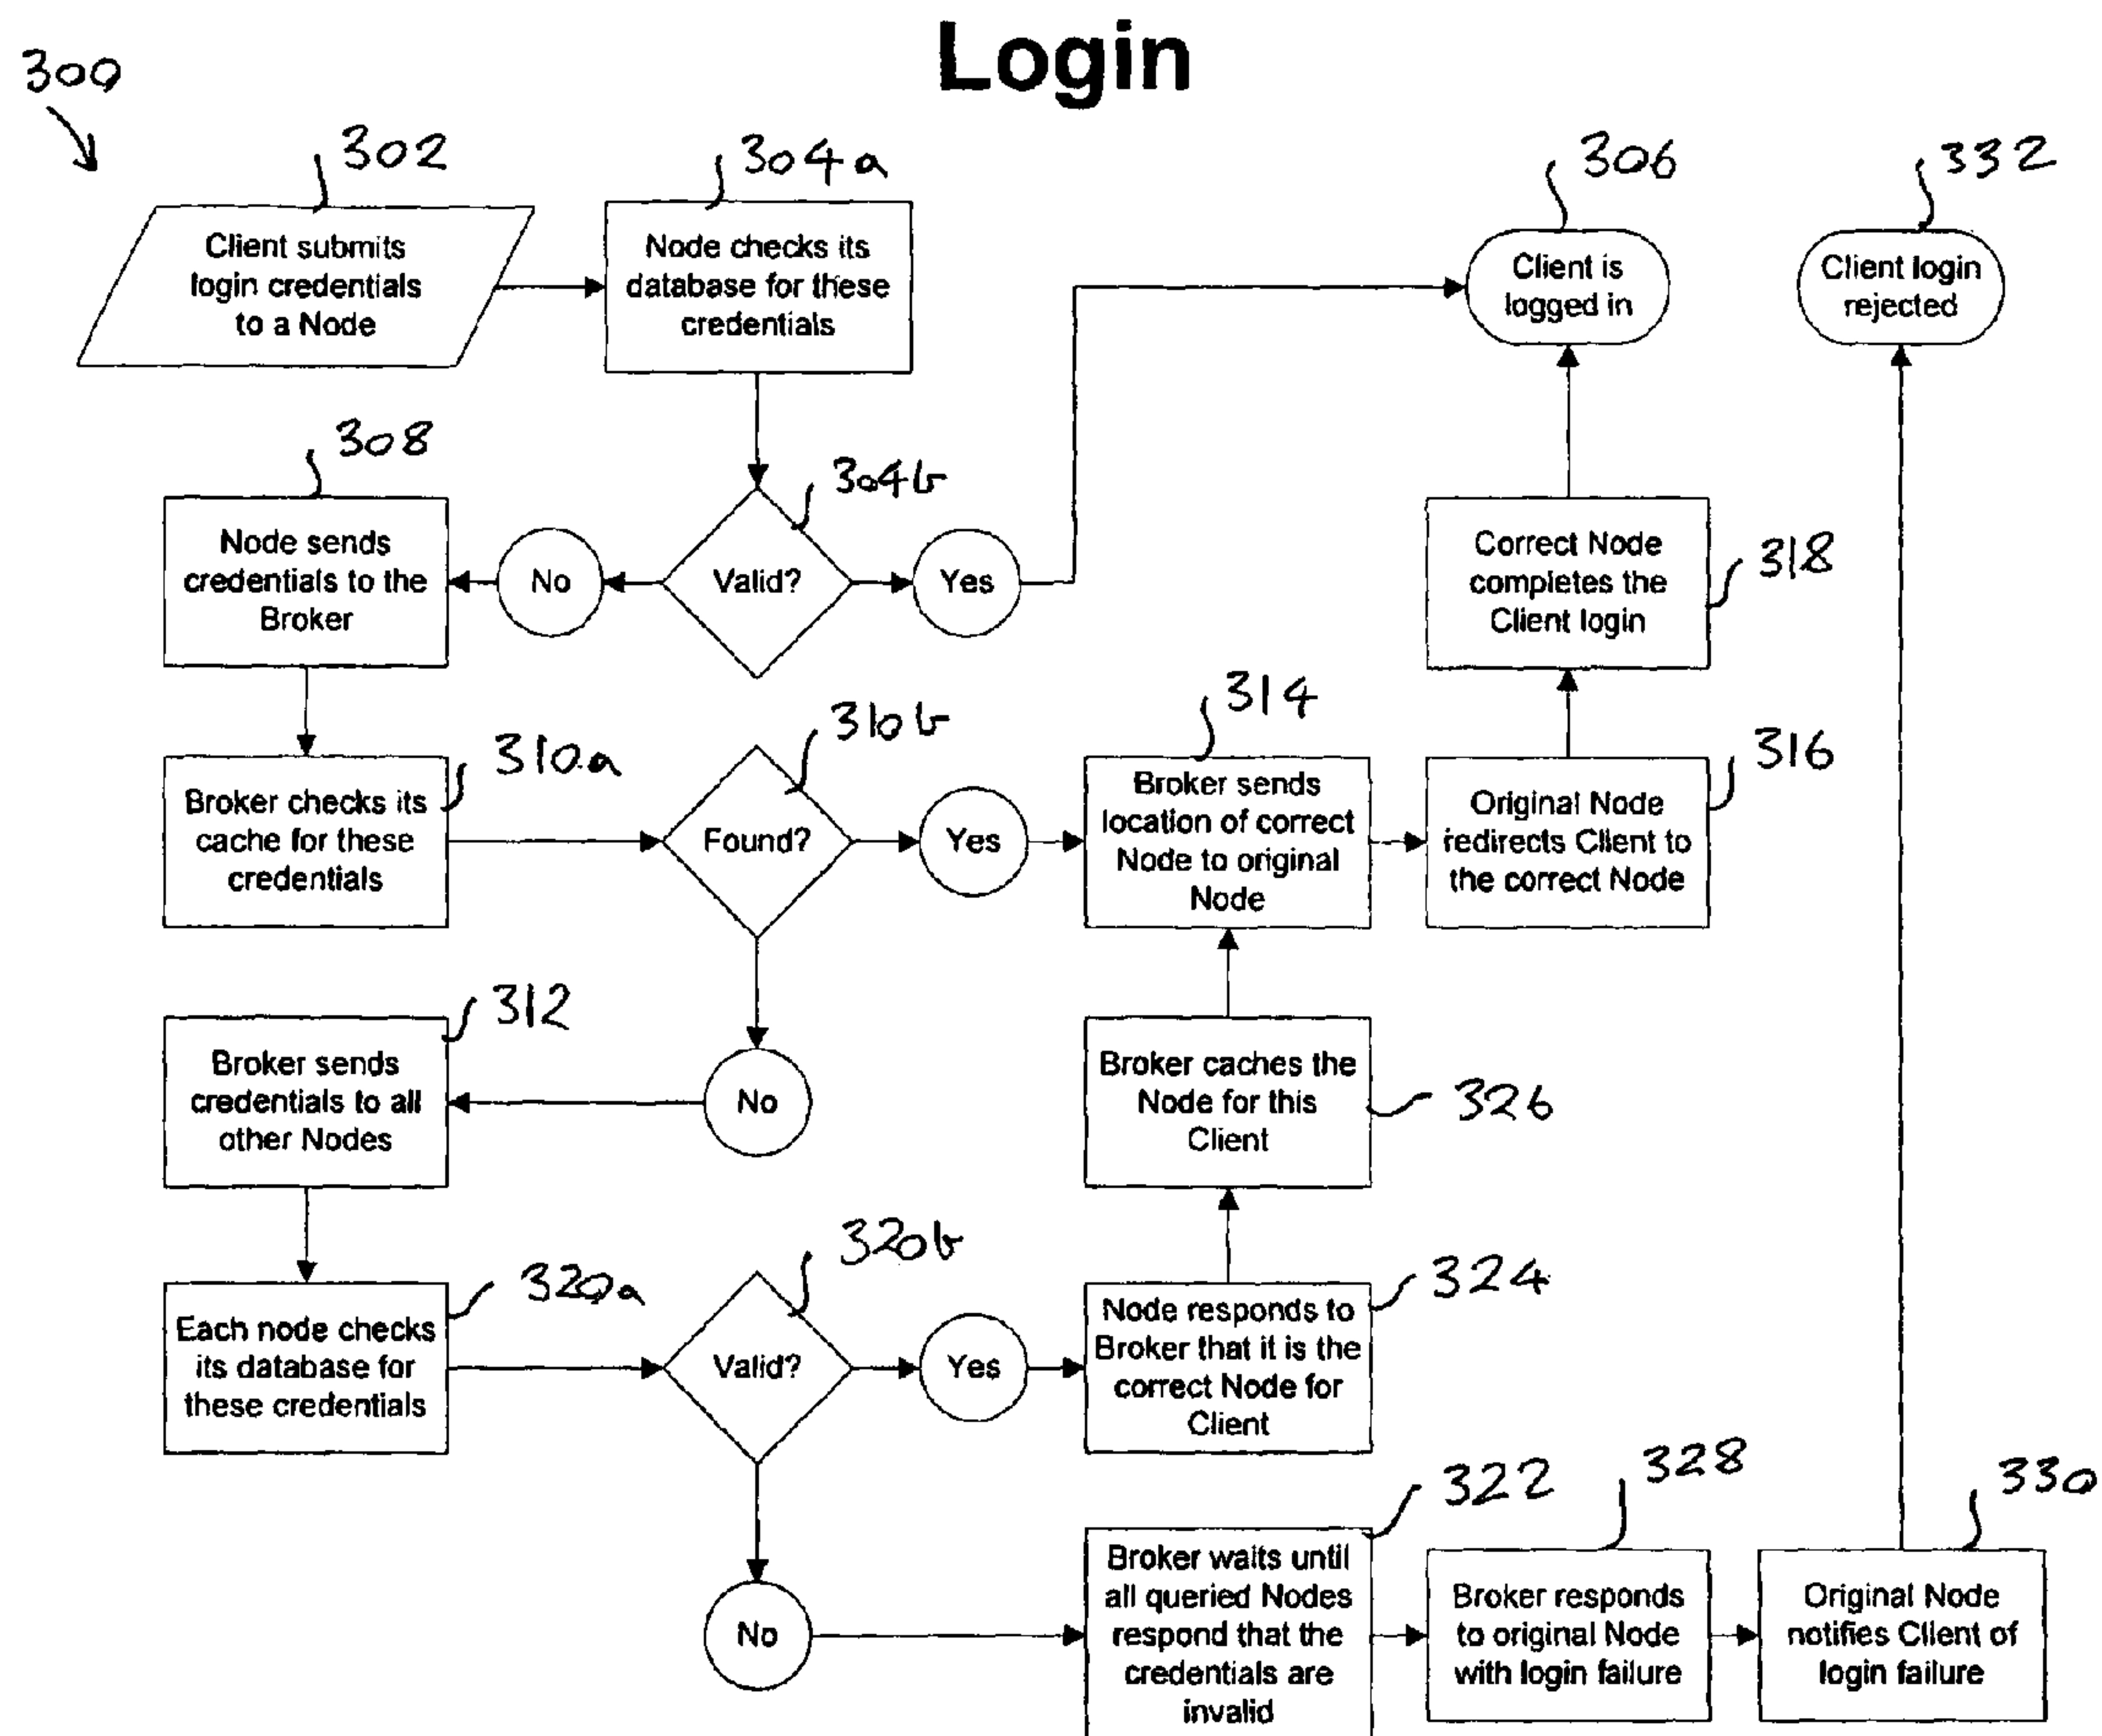 Login
300
302
Client submits
login credentials
to a Node
304a
Node checks its
database for these
credentials
306
Client is
logged in
332
Client login
rejected
308
Node sends
credentials to the
Broker
No
304b
Valid?
Yes
318
Correct Node
completes the
Client login
310a
Broker checks its
cache for these
credentials
310b
Found?
Yes
314
Broker sends
location of correct
Node to original
Node
316
Original Node
redirects Client to
the correct Node
312
Broker sends
credentials to all
other Nodes
No
326
Broker caches the
Node for this
Client
320a
Each node checks
its database for
these credentials
320b
Valid?
Yes
324
Node responds to
Broker that it is the
correct Node for
Client
No
322
Broker waits until
all queried Nodes
respond that the
credentials are
invalid
328
Broker responds
to original Node
with login failure
330
Original Node
notifies Client of
login failure